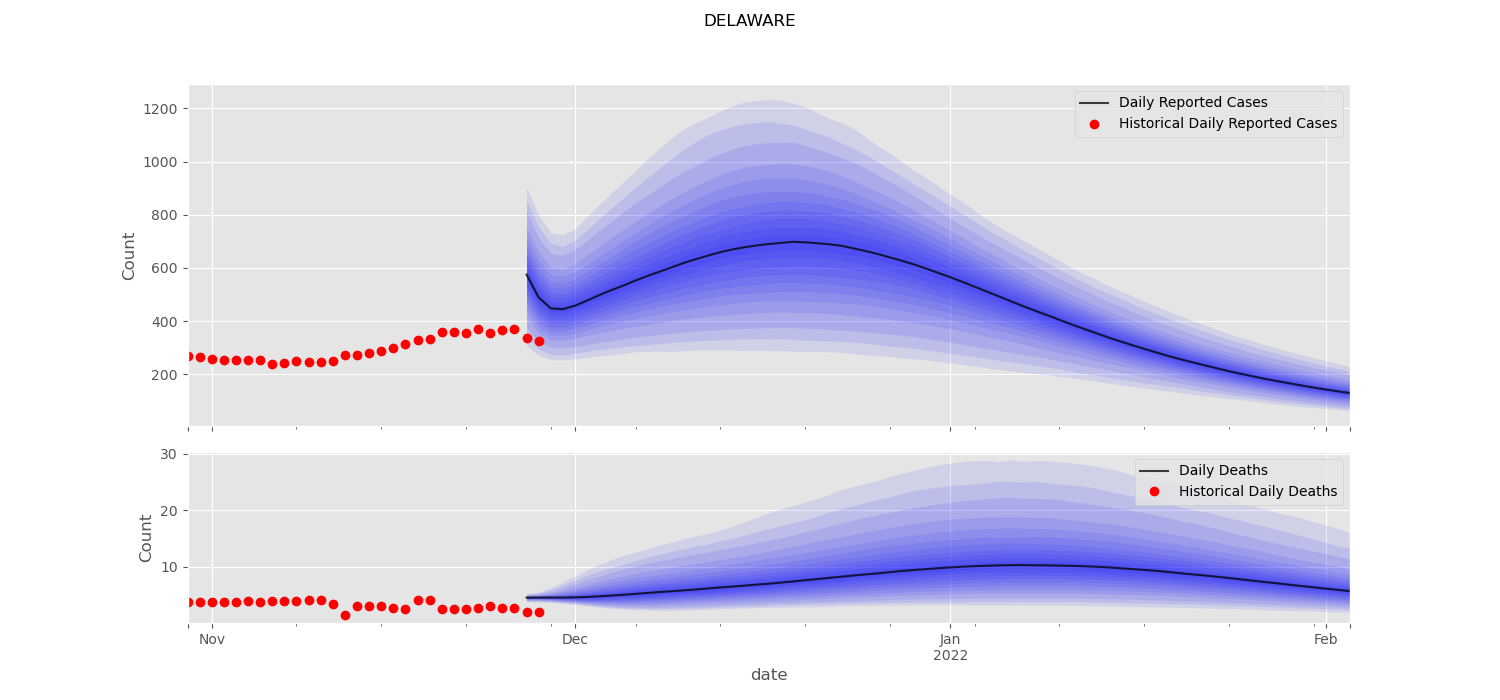 DELAWARE
1200
1000
800
600
400
200
Count
Daily Reported Cases
Historical Daily Reported Cases
30
20
10
Count
Daily Deaths
Historical Daily Deaths
Nov
Dec
Jan
2022
Feb
date